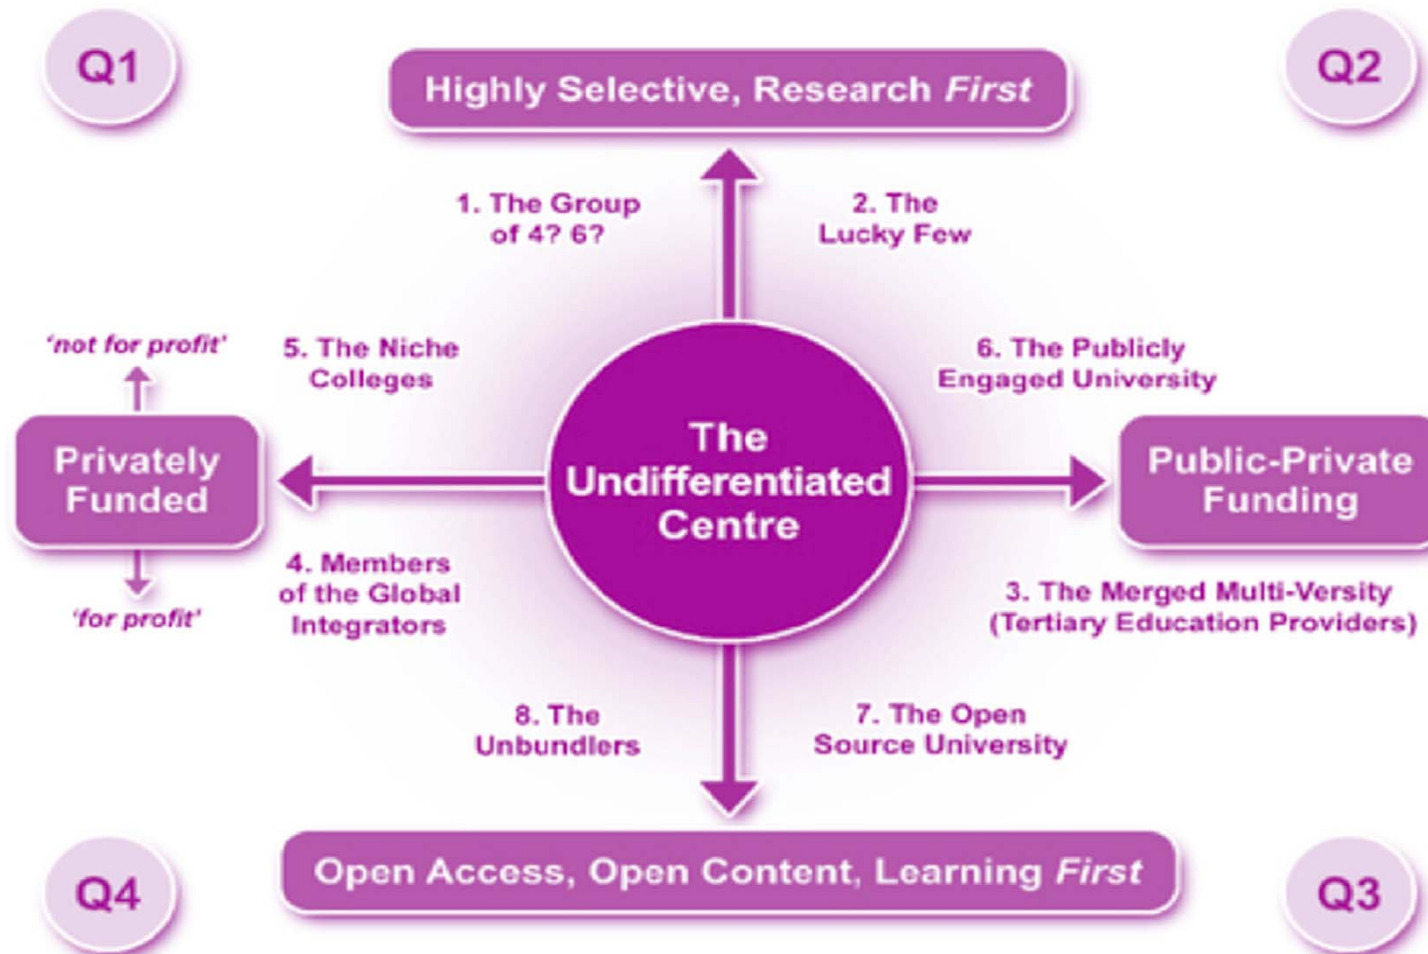 Q1
Q2
Highly Selective, Research First
1. The Group
of 4? 6?
2. The
Lucky Few
'not for profit'
5. The Niche
Colleges
6. The Publicly
Engaged University
Privately
Funded
The
Undifferentiated
Centre
Public-Private
Funding
'for profit'
4. Members
of the Global
Integrators
3. The Merged Multi-Versity
(Tertiary Education Providers)
8. The
Unbundlers
7. The Open
Source University
Open Access, Open Content, Learning First
Q4
Q3